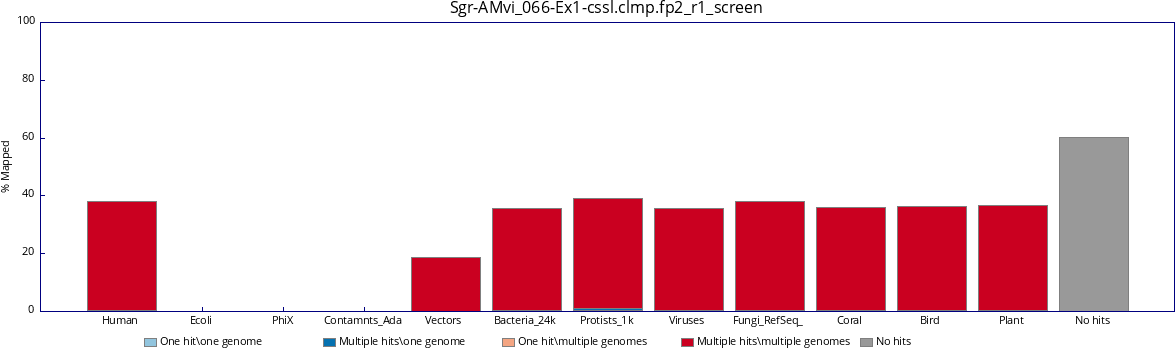 Sgr-AMvi_066-Ex1-cssl.clmp.fp2_r1_screen
100
80
60
40
20
0
% Mapped
Human Ecoli PhiX Contamnts_Ada Vectors Bacteria_24k Protists_1k Viruses Fungi_RefSeq_ Coral Bird Plant No hits
One hit\one genome Multiple hits\one genome One hit\multiple genomes Multiple hits\multiple genomes No hits